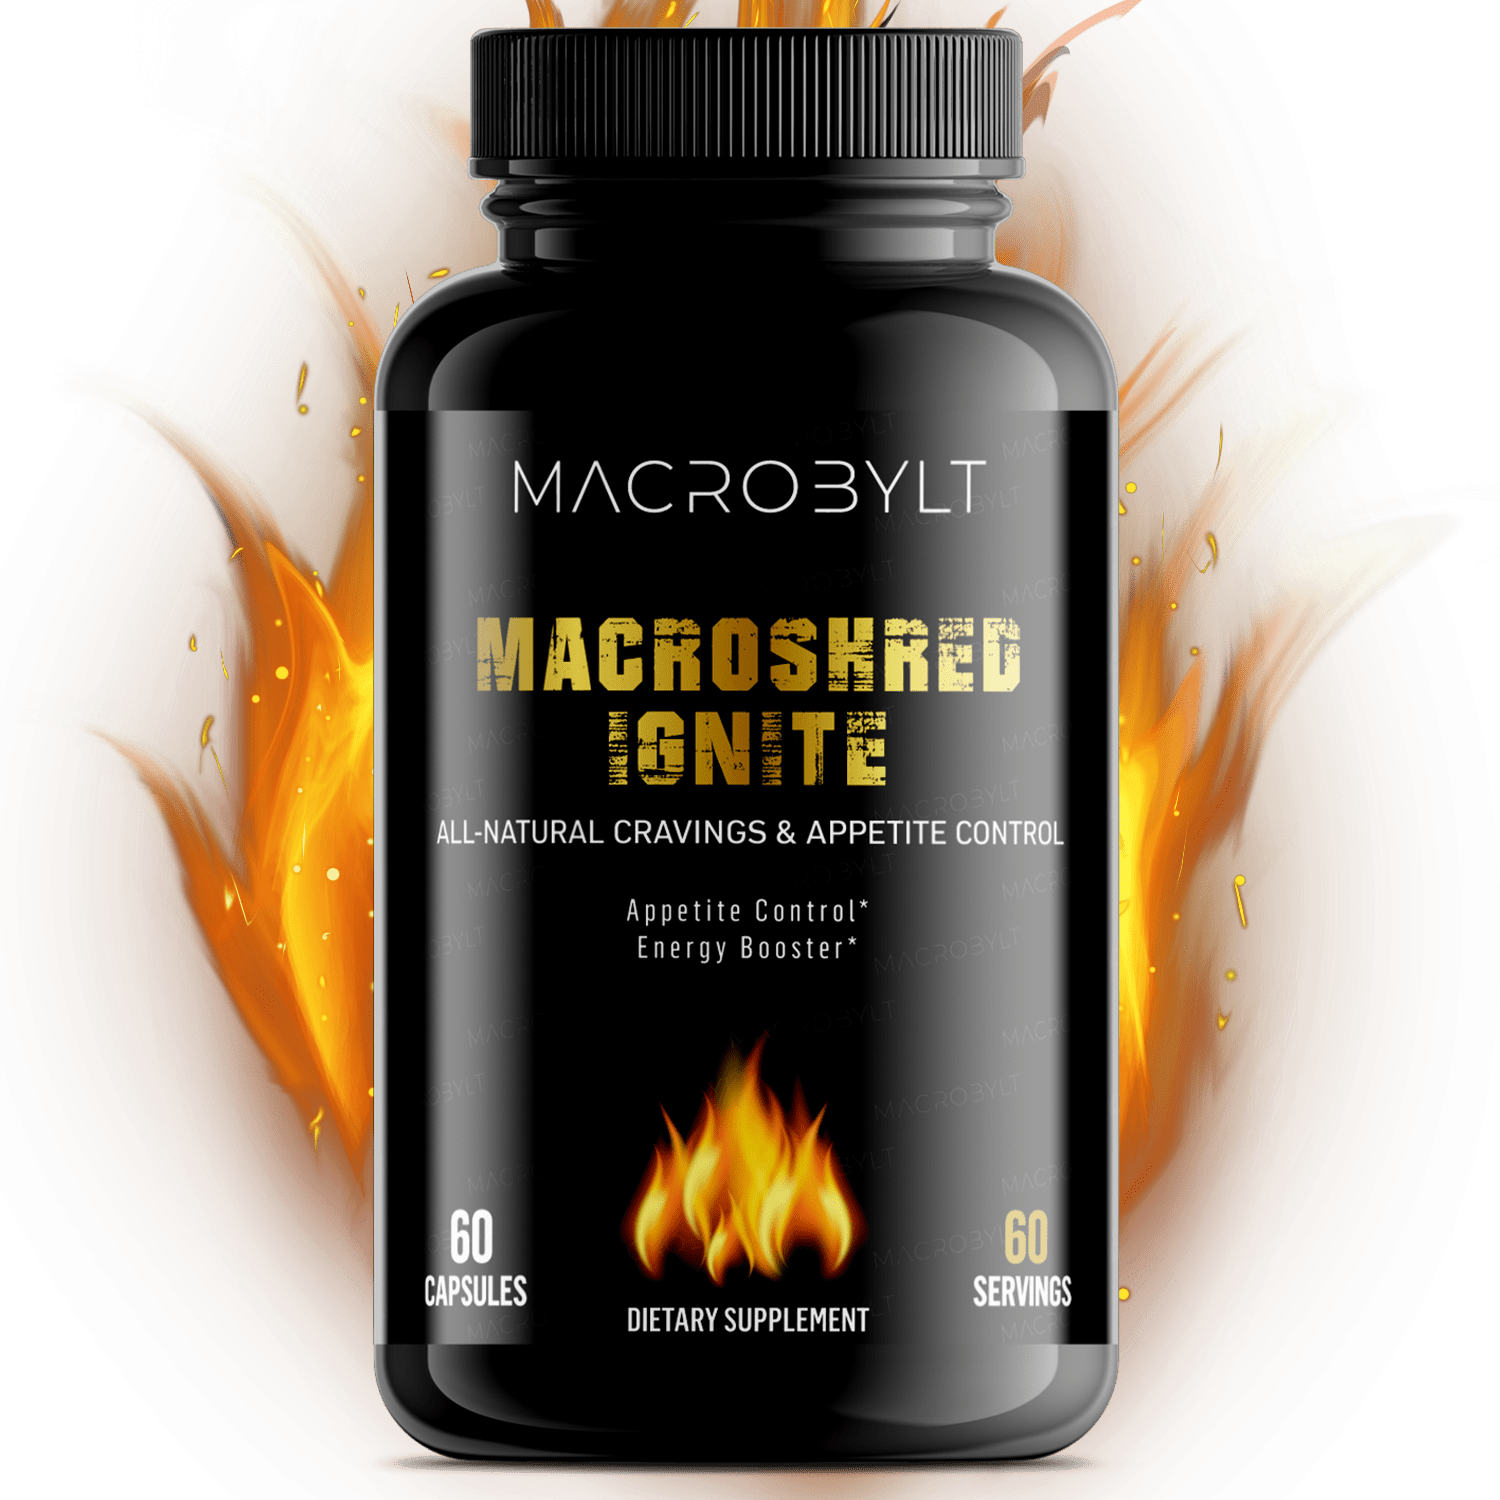 MACROBYLT
MACROSHRED
IGNITE
ALL-NATURAL CRAVINGS & APPETITE CONTROL
Appetite Control*
Energy Booster*
60
CAPSULES
60
SERVINGS
DIETARY SUPPLEMENT